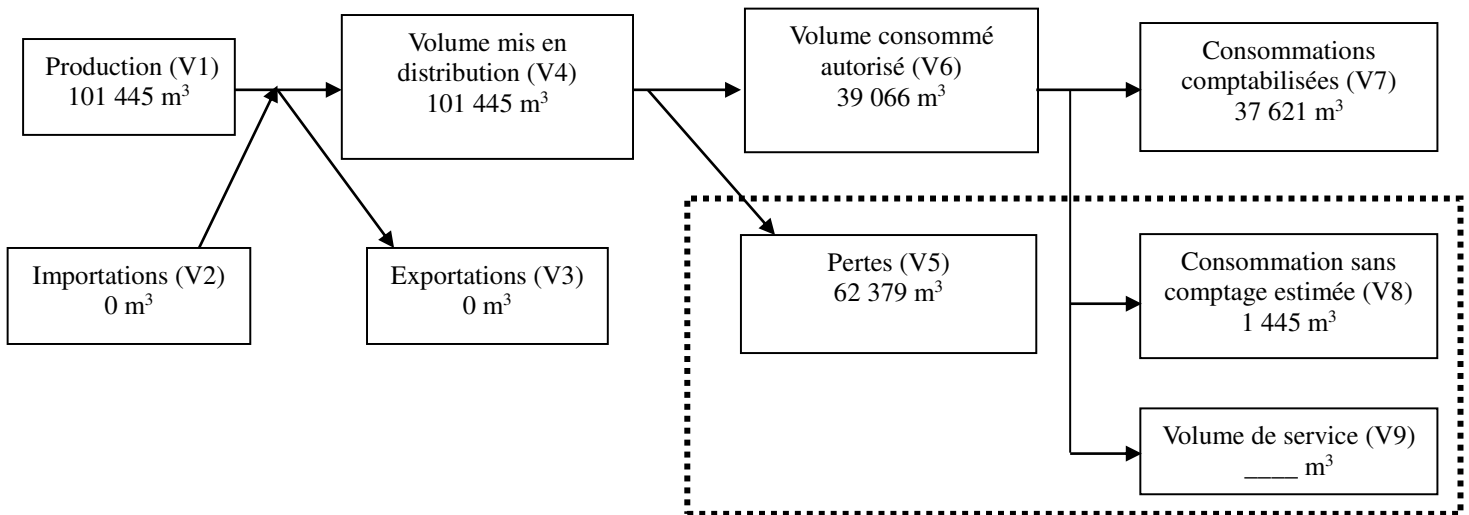 Production (V1)
101 445 m³
Volume mis en
distribution (V4)
101 445 m³
Volume consommé
autorisé (V6)
39 066 m³
Consommations
comptabilisées (V7)
37 621 m³
Importations (V2)
0 m³
Exportations (V3)
0 m³
Pertes (V5)
62 379 m³
Consommation sans
comptage estimée (V8)
1 445 m³
Volume de service (V9)
____ m³